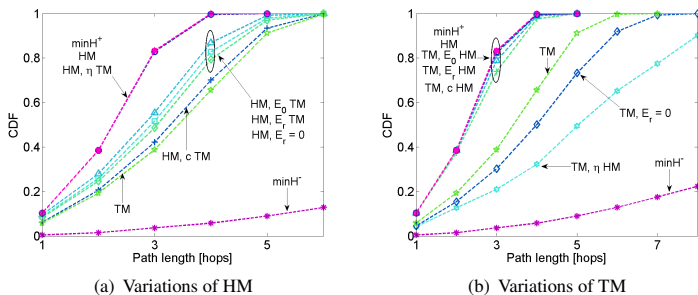 1
0.8
0.6
0.4
0.2
0
CDF
minH+
HM
HM, η TM
HM, E0 TM
HM, Er TM
HM, Er = 0
HM, c TM
TM
minH-
1
3
5
Path length [hops]
(a) Variations of HM
1
0.8
0.6
0.4
0.2
0
CDF
minH+
HM
TM, E0 HM
TM, Er HM
TM, c HM
TM
TM, Er = 0
TM, η HM
minH-
1
3
5
7
Path length [hops]
(b) Variations of TM